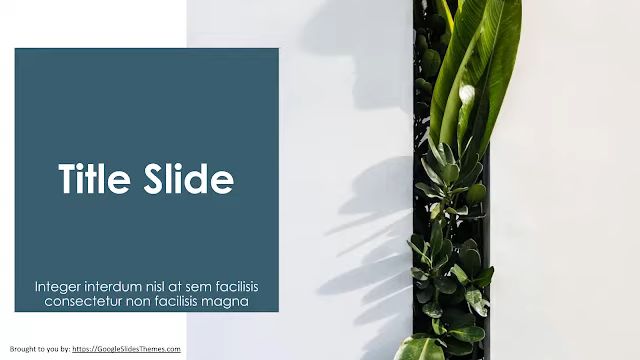 Title Slide
Integer interdum nisl at sem facilisis
consectetur non facilisis magna
Brought to you by: https://GoogleSlidesThemes.com